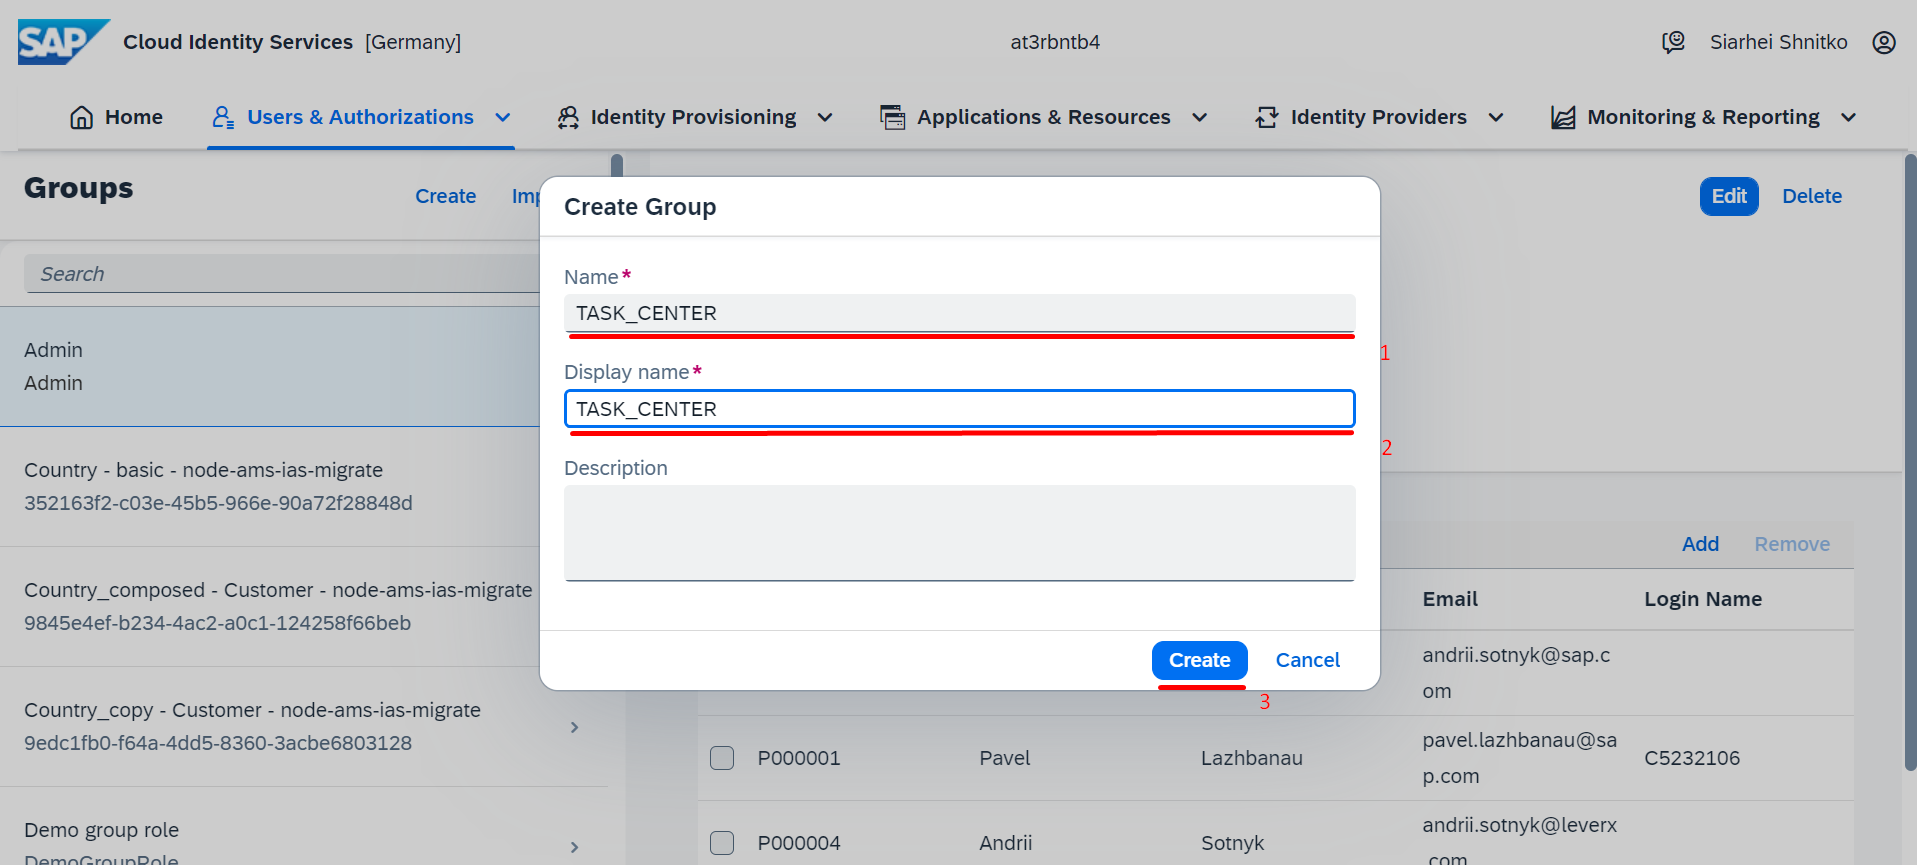 SAP Cloud Identity Services [Germany]
at3rbntb4
Siarhei Shnitko
Home
Users & Authorizations
Identity Provisioning
Applications & Resources
Identity Providers
Monitoring & Reporting
Groups
Create
Imp
Edit
Delete
Search
Admin
Admin
Country - basic - node-ams-ias-migrate
352163f2-c03e-45b5-966e-90a72f28848d
Country_composed - Customer - node-ams-ias-migrate
9845e4ef-b234-4ac2-a0c1-124258f66beb
Country_copy - Customer - node-ams-ias-migrate
9edc1fb0-f64a-4dd5-8360-3acbe6803128
Demo group role
DemoGroupRole
Create Group
Name*
TASK_CENTER
1
Display name*
TASK_CENTER
2
Description
Create
Cancel
3
Add
Remove
Email
Login Name
andrii.sotnyk@sap.c
om
P000001
Pavel
Lazhbanau
pavel.lazhbanau@sa
p.com
C5232106
P000004
Andrii
Sotnyk
andrii.sotnyk@leverx
.com